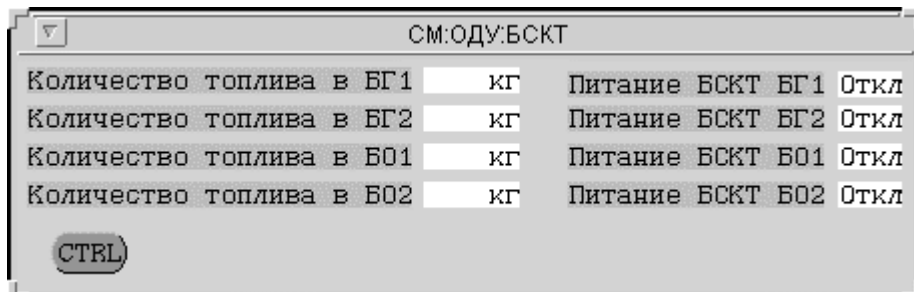 СМ:ОДУ:БСКТ
Количество топлива в БГ1 кг Питание БСКТ БГ1 Откл
Количество топлива в БГ2 кг Питание БСКТ БГ2 Откл
Количество топлива в БО1 кг Питание БСКТ БО1 Откл
Количество топлива в БО2 кг Питание БСКТ БО2 Откл
CTRL